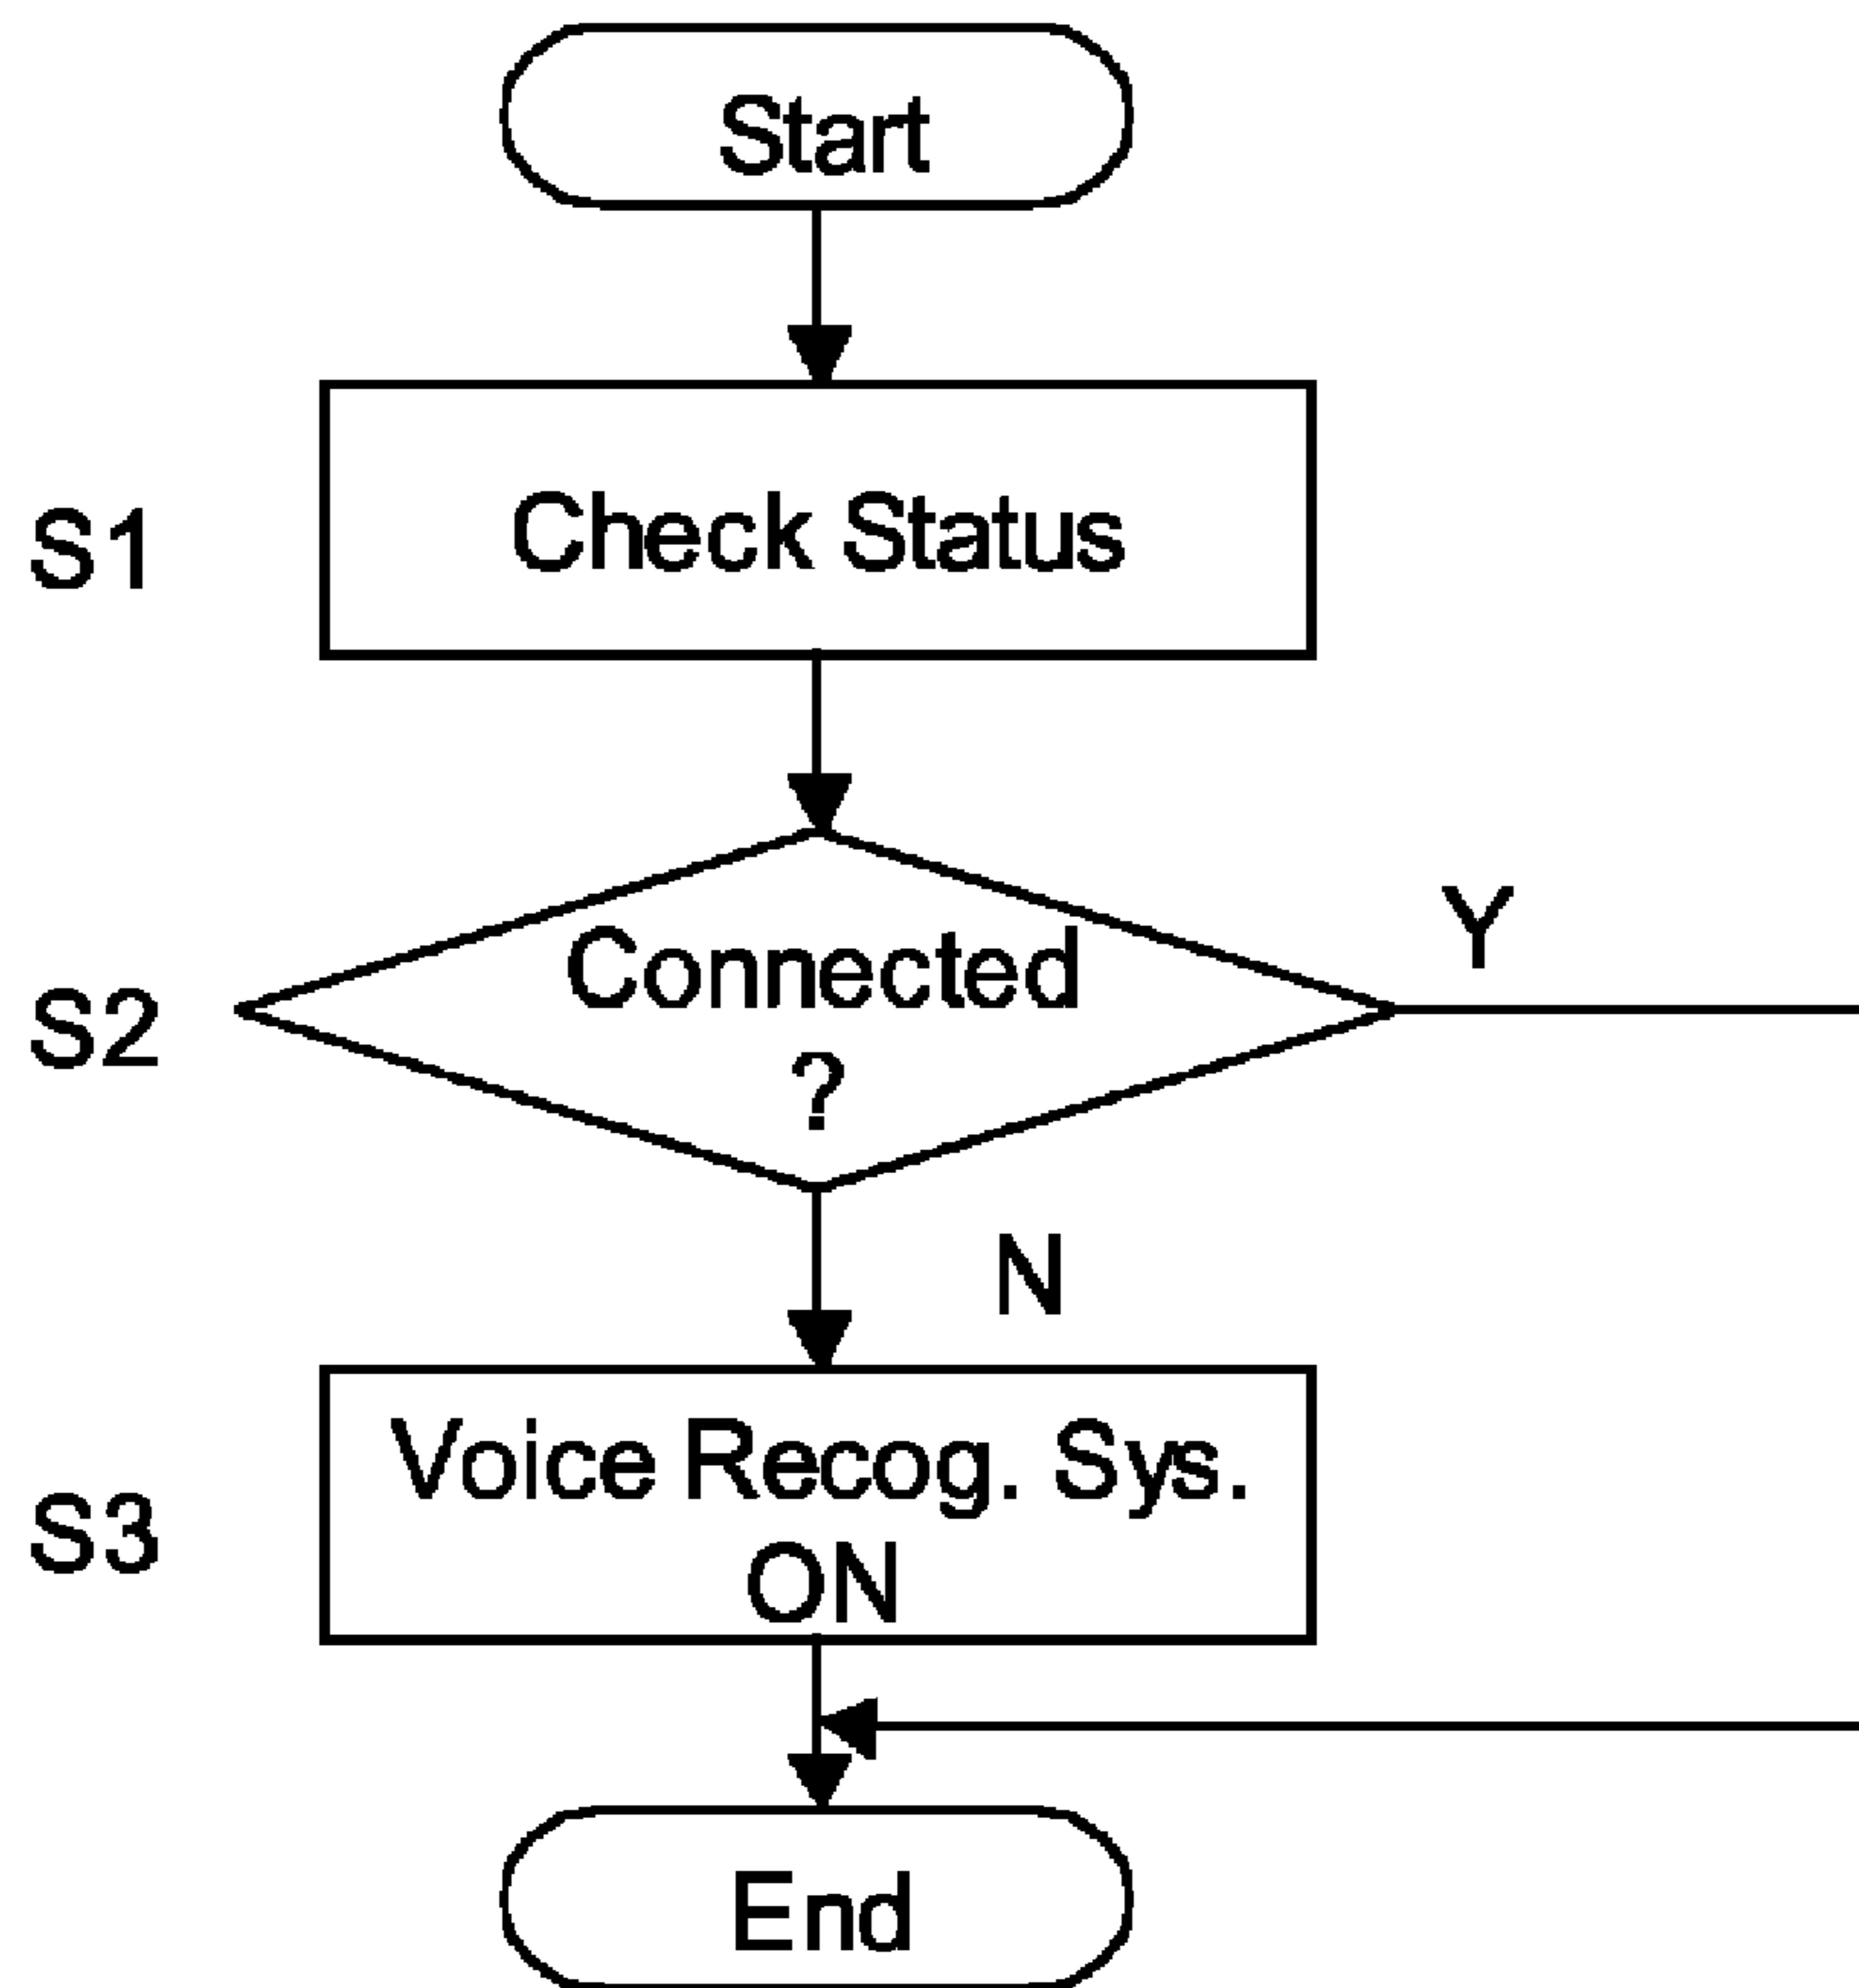 Start
S1
Check Status
S2
Connected
?
Y
N
S3
Voice Recog. Sys.
ON
End